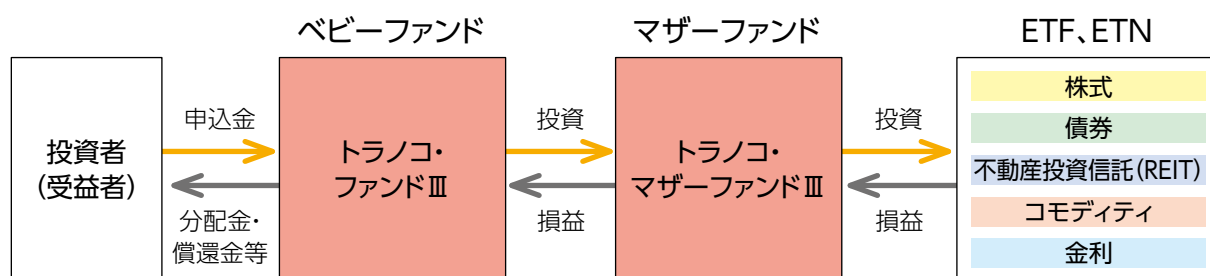 ベビーファンド
マザーファンド
ETF、ETN
投資者
(受益者)
申込金
分配金・
償還金等
トラノコ・
ファンドⅢ
投資
損益
トラノコ・
マザーファンドⅢ
投資
損益
株式
債券
不動産投資信託(REIT)
コモディティ
金利